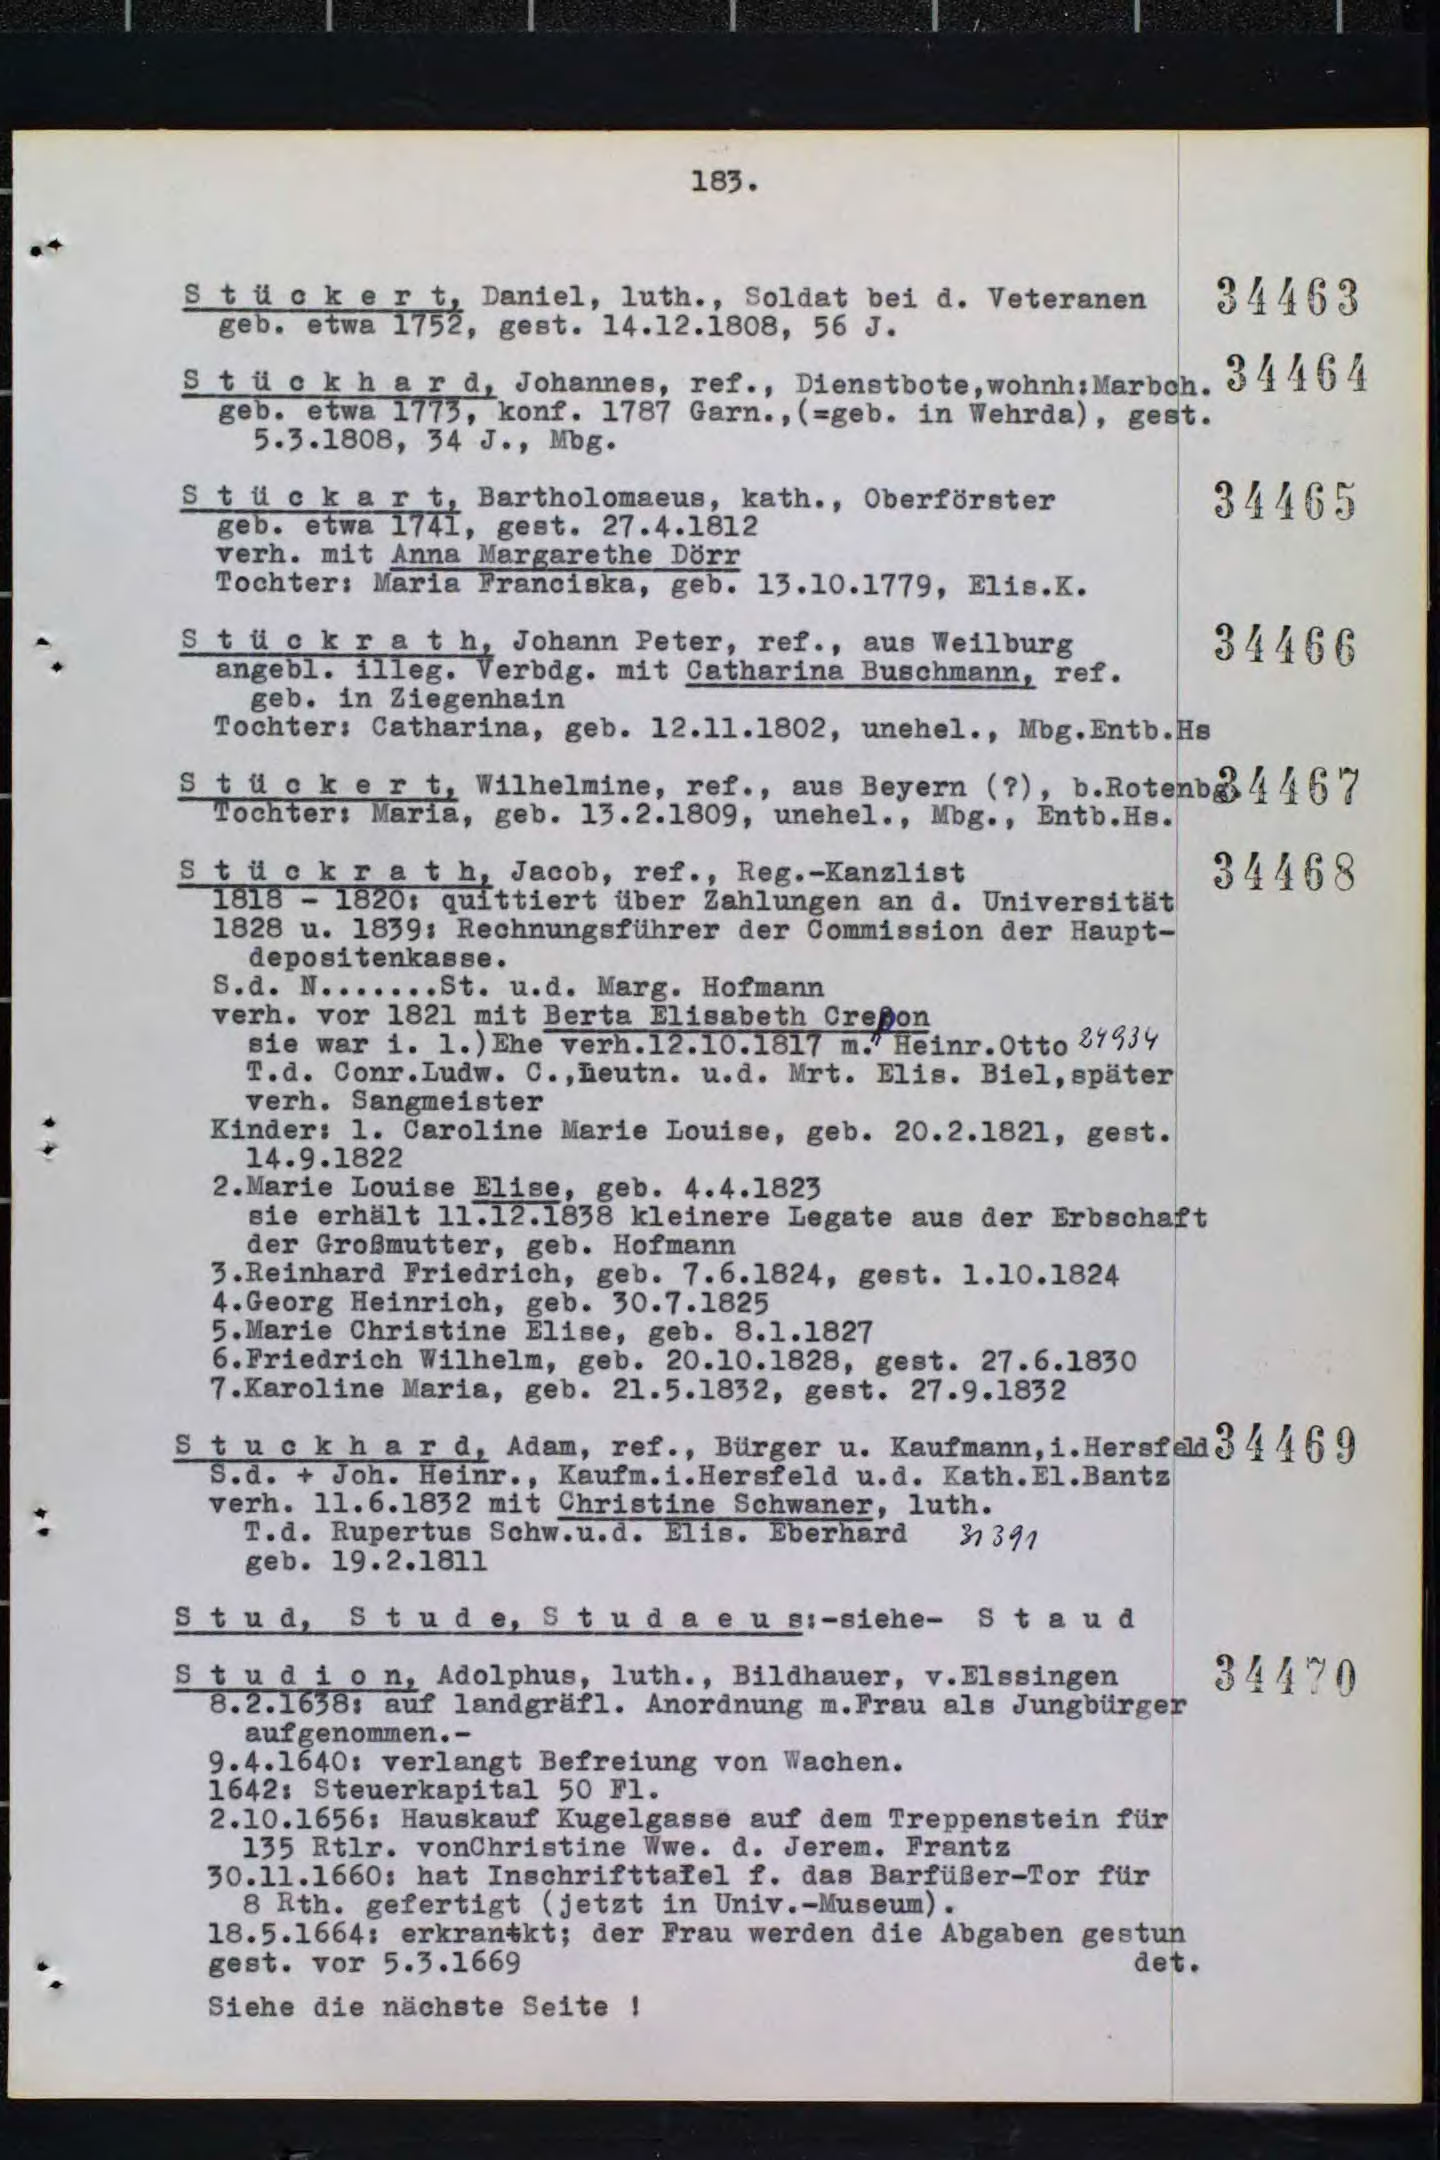 183.
S t ü c k e r t, Daniel, luth., Soldat bei d. Veteranen 34463
geb. etwa 1752, gest. 14.12.1808, 56 J.
S t ü c k h a r d, Johannes, ref., Dienstbote,wohnh:Marbch. 34464
geb. etwa 1773, konf. 1787 Garn.,(=geb. in Wehrda), gest.
5.3.1808, 34 J., Mbg.
S t ü c k a r t, Bartholomaeus, kath., Oberförster 34465
geb. etwa 1741, gest. 27.4.1812
verh. mit Anna Margarethe Dörr
Tochter: Maria Franciska, geb. 13.10.1779, Elis.K.
S t ü c k r a t h, Johann Peter, ref., aus Weilburg 34466
angebl. illeg. Verbdg. mit Catharina Buschmann, ref.
geb. in Ziegenhain
Tochter: Catharina, geb. 12.11.1802, unehel., Mbg.Entb.Hs
S t ü c k e r t, Wilhelmine, ref., aus Beyern (?), b.Rotenbg. 34467
Tochter: Maria, geb. 13.2.1809, unehel., Mbg., Entb.Hs.
S t ü c k r a t h, Jacob, ref., Reg.-Kanzlist 34468
1818 - 1820: quittiert über Zahlungen an d. Universität
1828 u. 1839: Rechnungsführer der Commission der Haupt-
depositenkasse.
S.d. N.......St. u.d. Marg. Hofmann
verh. vor 1821 mit Berta Elisabeth
sie war i. 1.)Ehe verh.12.10.1817 m. Heinr.Otto 24934
T.d. Conr.Ludw. C.,Leutn. u.d. Mrt. Elis. Biel,später
verh. Sangmeister
Kinder: 1. Caroline Marie Louise, geb. 20.2.1821, gest.
14.9.1822
2.Marie Louise Elise, geb. 4.4.1823
sie erhält 11.12.1838 kleinere Legate aus der Erbschaft
der Großmutter, geb. Hofmann
3.Reinhard Friedrich, geb. 7.6.1824, gest. 1.10.1824
4.Georg Heinrich, geb. 30.7.1825
5.Marie Christine Elise, geb. 8.1.1827
6.Friedrich Wilhelm, geb. 20.10.1828, gest. 27.6.1830
7.Karoline Maria, geb. 21.5.1832, gest. 27.9.1832
S t u c k h a r d, Adam, ref., Bürger u. Kaufmann,i.Hersfeld 34469
S.d. + Joh. Heinr., Kaufm.i.Hersfeld u.d. Kath.El.Bantz
verh. 11.6.1832 mit Christine Schwaner, luth.
T.d. Rupertus Schw.u.d. Elis. Eberhard 31391
geb. 19.2.1811
S t u d, S t u d e, S t u d a e u s:-siehe- S t a u d
S t u d i o n, Adolphus, luth., Bildhauer, v.Elssingen 34470
8.2.1638: auf landgräfl. Anordnung m.Frau als Jungbürger
aufgenommen.-
9.4.1640: verlangt Befreiung von Wachen.
1642: Steuerkapital 50 Fl.
2.10.1656: Hauskauf Kugelgasse auf dem Treppenstein für
135 Rtlr. vonChristine Wwe. d. Jerem. Frantz
30.11.1660: hat Inschrifttafel f. das Barfüßer-Tor für
8 Rth. gefertigt (jetzt in Univ.-Museum).
18.5.1664: erkrankt; der Frau werden die Abgaben gestun
gest. vor 5.3.1669 det.
Siehe die nächste Seite !